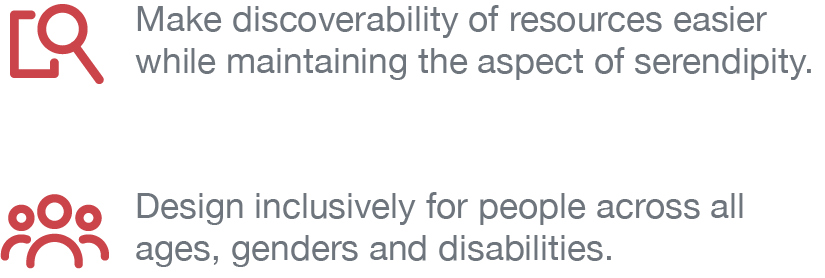 Make discoverability of resources easier
while maintaining the aspect of serendipity.
Design inclusively for people across all
ages, genders and disabilities.